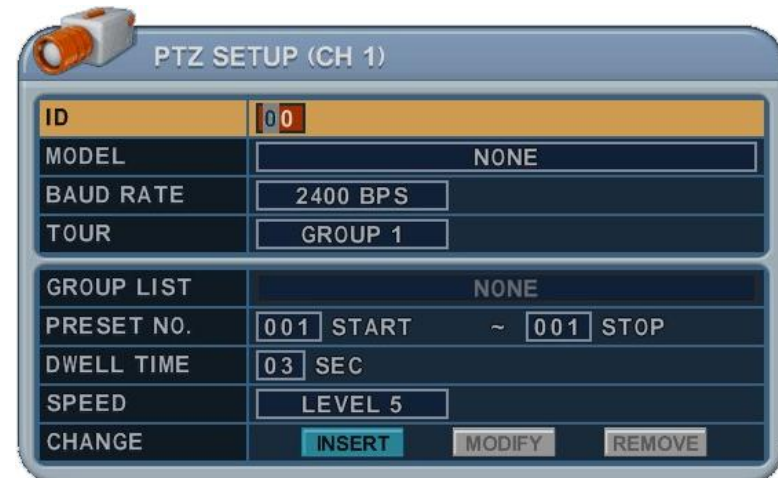 PTZ SETUP (CH 1)
ID 00
MODEL NONE
BAUD RATE 2400 BPS
TOUR GROUP 1
GROUP LIST NONE
PRESET NO. 001 START ~ 001 STOP
DWELL TIME 03 SEC
SPEED LEVEL 5
CHANGE INSERT MODIFY REMOVE